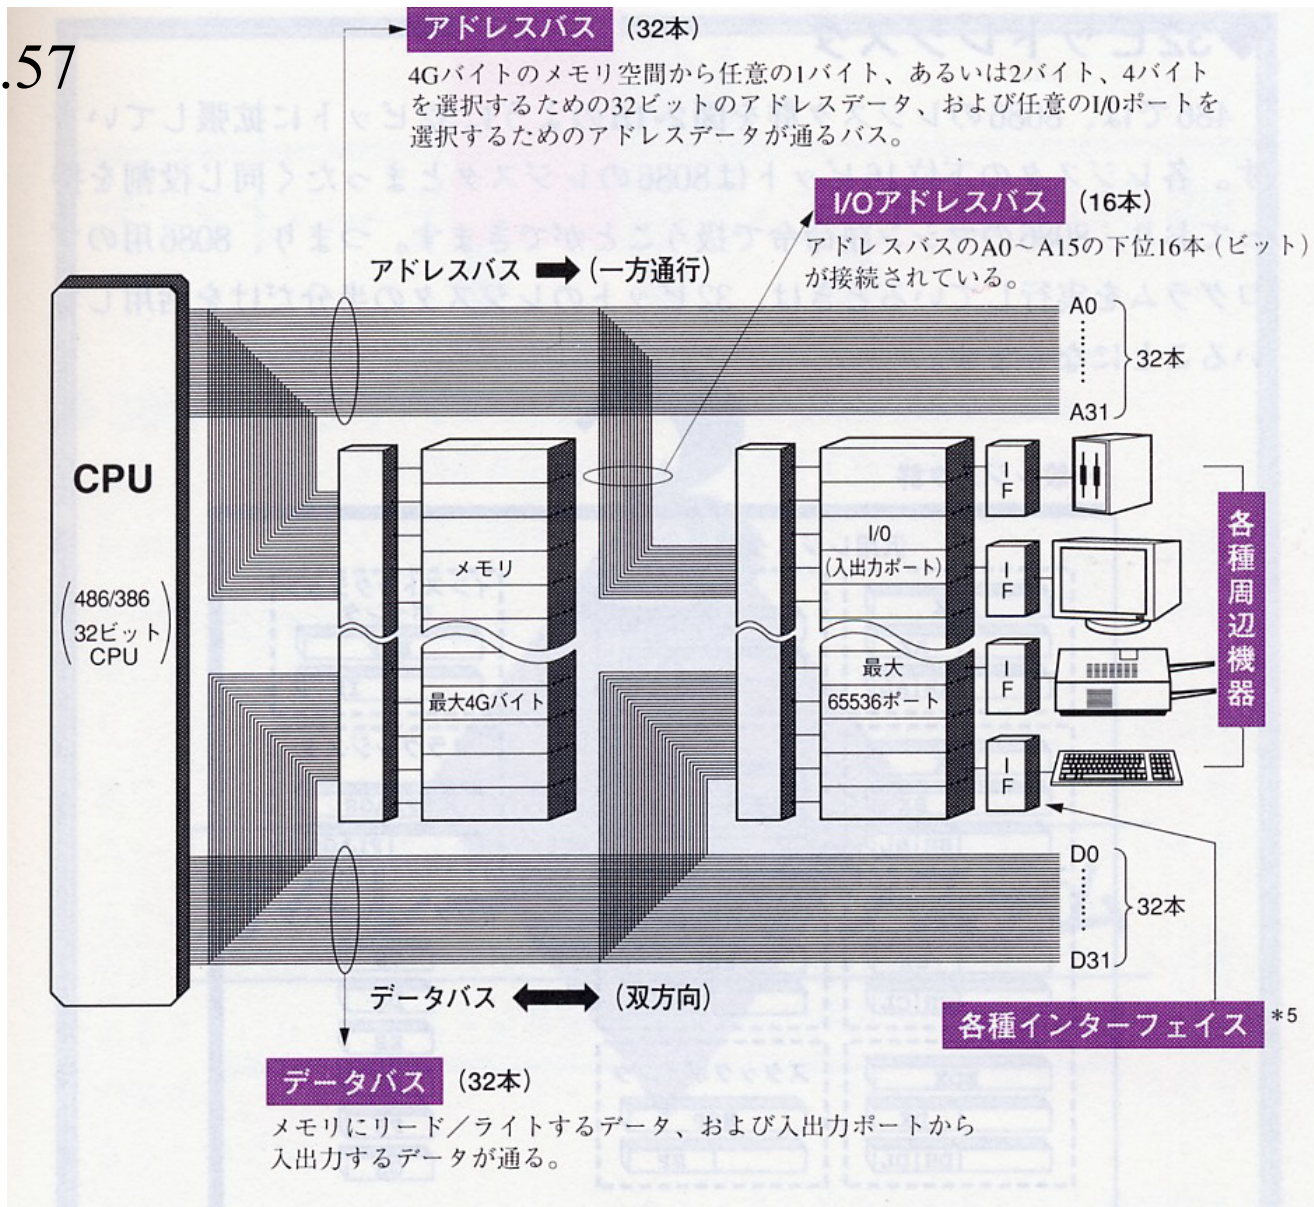 .57
アドレスバス (32本)
4Gバイトのメモリ空間から任意の1バイト、あるいは2バイト、4バイト
を選択するための32ビットのアドレスデータ、および任意のI/Oポートを
選択するためのアドレスデータが通るバス。
I/Oアドレスバス (16本)
アドレスバスのA0~A15の下位16本(ビット)
が接続されている。
アドレスバス ➡ (一方通行)
A0
32本
A31
CPU
486/386
32ビット
CPU
メモリ
最大4Gバイト
I/O
(入出力ポート)
最大
65536ポート
I
F
I
F
I
F
I
F
各種周辺機器
D0
32本
D31
データバス ⬌ (双方向)
各種インターフェイス *5
データバス (32本)
メモリにリード/ライトするデータ、および入出力ポートから
入出力するデータが通る。